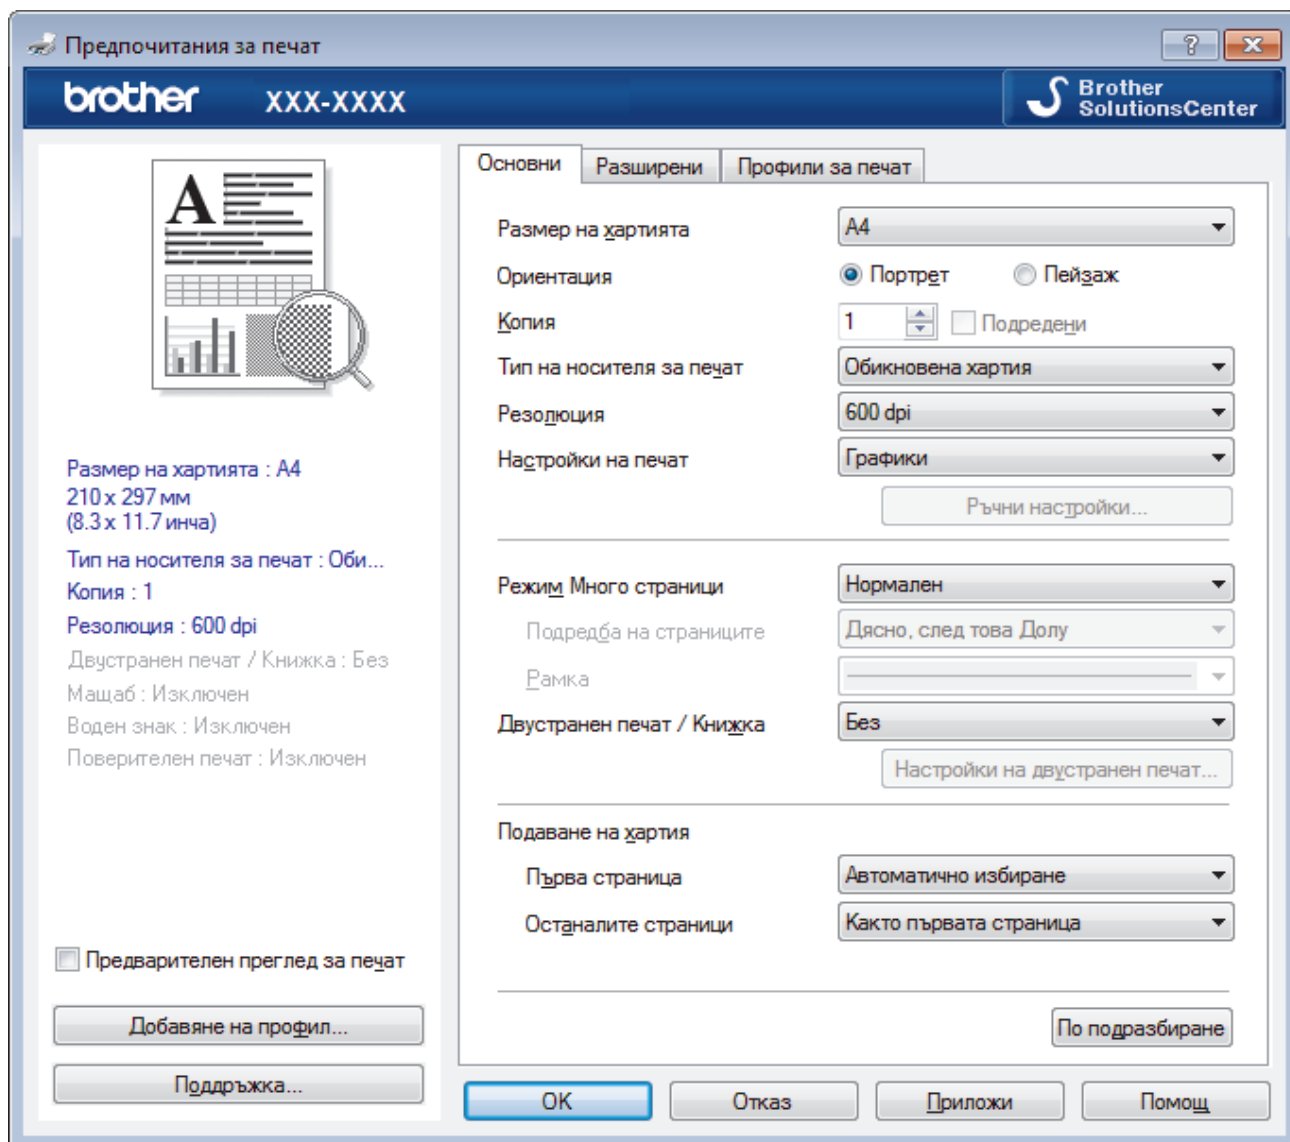 Предпочитания за печат
?
brother XXX-XXXX
Brother
SolutionsCenter
A
Размер на хартията : A4
210 x 297 мм
(8.3 x 11.7 инча)
Тип на носителя за печат : Оби...
Копия : 1
Резолюция : 600 dpi
Двустранен печат / Книжка : Без
Мащаб : Изключен
Воден знак : Изключен
Поверителен печат : Изключен
Предварителен преглед за печат
Добавяне на профил...
Поддръжка...
Основни Разширени Профили за печат
Размер на хартията A4
Ориентация Портрет Пейзаж
Копия 1 Подредени
Тип на носителя за печат Обикновена хартия
Резолюция 600 dpi
Настройки на печат Графики
Ръчни настройки...
Режим Много страници Нормален
Подредба на страниците Дясно, след това Долу
Рамка
Двустранен печат / Книжка Без
Настройки на двустранен печат...
Подаване на хартия
Първа страница Автоматично избиране
Останалите страници Както първата страница
По подразбиране
OK Отказ Приложи Помощ